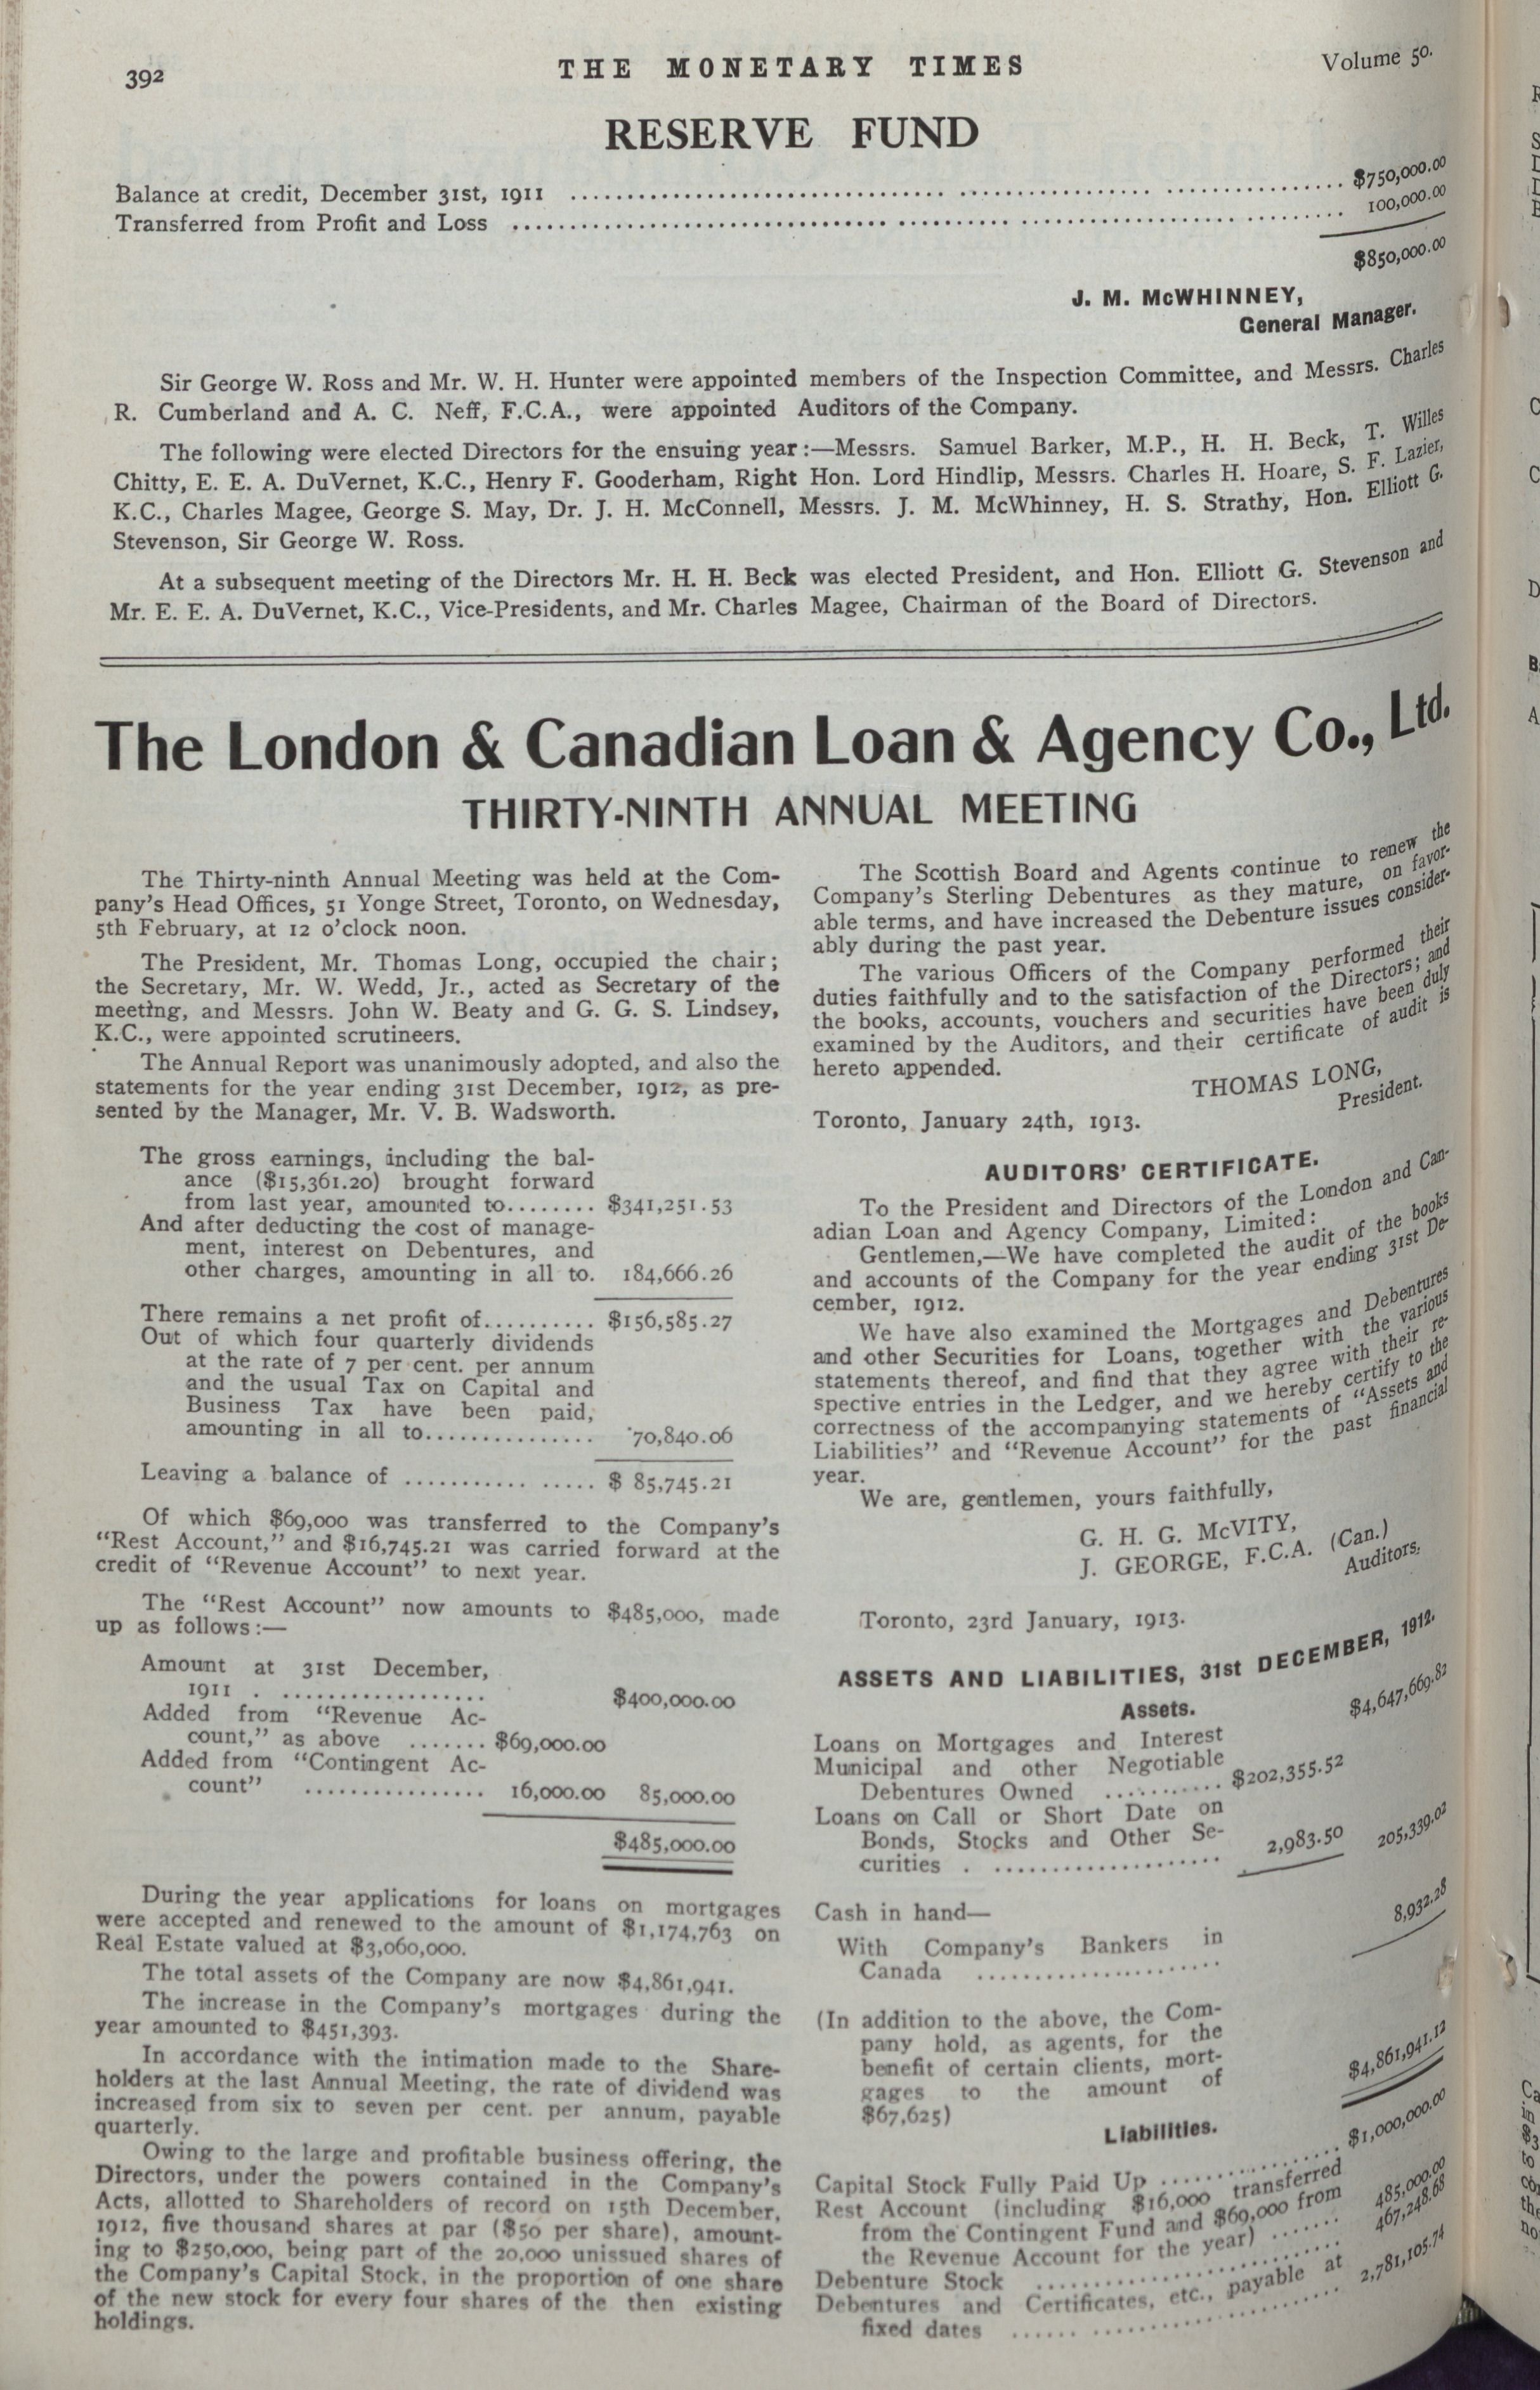 392
THE MONETARY TIMES
Volume 50.
RESERVE FUND
Balance at credit, December 31st, 1911 .......... $750,000.00
Transferred from Profit and Loss .......... 100,000.00
$850,000.00
J. M. McWHINNEY,
General Manager.
Sir George W. Ross and Mr. W. H. Hunter were appointed members of the Inspection Committee, and Messrs. Charles
R. Cumberland and A. C. Neff, F.C.A., were appointed Auditors of the Company.
The following were elected Directors for the ensuing year:—Messrs. Samuel Barker, M.P., H. H. Beck, T. Willes
Chitty, E. E. A. DuVernet, K.C., Henry F. Gooderham, Right Hon. Lord Hindlip, Messrs. Charles H. Hoare, S. F. Lazier,
K.C., Charles Magee, George S. May, Dr. J. H. McConnell, Messrs. J. M. McWhinney, H. S. Strathy, Hon. Elliott G.
Stevenson, Sir George W. Ross.
At a subsequent meeting of the Directors Mr. H. H. Beck was elected President, and Hon. Elliott G. Stevenson and
Mr. E. E. A. DuVernet, K.C., Vice-Presidents, and Mr. Charles Magee, Chairman of the Board of Directors.
The London & Canadian Loan & Agency Co., Ltd.
THIRTY-NINTH ANNUAL MEETING
The Thirty-ninth Annual Meeting was held at the Com-
pany's Head Offices, 51 Yonge Street, Toronto, on Wednesday,
5th February, at 12 o'clock noon.
The President, Mr. Thomas Long, occupied the chair;
the Secretary, Mr. W. Wedd, Jr., acted as Secretary of the
meeting, and Messrs. John W. Beaty and G. G. S. Lindsey,
K.C., were appointed scrutineers.
The Annual Report was unanimously adopted, and also the
statements for the year ending 31st December, 1912, as pre-
sented by the Manager, Mr. V. B. Wadsworth.
The gross earnings, including the bal-
ance ($15,361.20) brought forward
from last year, amounted to........ $341,251.53
And after deducting the cost of manage-
ment, interest on Debentures, and
other charges, amounting in all to. 184,666.26
There remains a net profit of.......... $156,585.27
Out of which four quarterly dividends
at the rate of 7 per cent. per annum
and the usual Tax on Capital and
Business Tax have been paid,
amounting in all to............... 70,840.06
Leaving a balance of ........... ..... $ 85,745.21
Of which $69,000 was transferred to the Company's
"Rest Account," and $16,745.21 was carried forward at the
credit of "Revenue Account" to next year.
The "Rest Account" now amounts to $485,000, made
up as follows:—
Amount at 31st December,
1911 . .................. $400,000.00
Added from "Revenue Ac-
count," as above ....... $69,000.00
Added from "Contingent Ac-
count" ................ 16,000.00 85,000.00
$485,000.00
During the year applications for loans on mortgages
were accepted and renewed to the amount of $1,174,763 on
Real Estate valued at $3,060,000.
The total assets of the Company are now $4,861,941.
The increase in the Company's mortgages during the
year amounted to $451,393.
In accordance with the intimation made to the Share-
holders at the last Annual Meeting, the rate of dividend was
increased from six to seven per cent. per annum, payable
quarterly.
Owing to the large and profitable business offering, the
Directors, under the powers contained in the Company's
Acts, allotted to Shareholders of record on 15th December,
1912, five thousand shares at par ($50 per share), amount-
ing to $250,000, being part of the 20,000 unissued shares of
the Company's Capital Stock, in the proportion of one share
of the new stock for every four shares of the then existing
holdings.
The Scottish Board and Agents continue to renew the
Company's Sterling Debentures as they mature, on favor-
able terms, and have increased the Debenture issues consider-
ably during the past year.
The various Officers of the Company performed their
duties faithfully and to the satisfaction of the Directors; and
the books, accounts, vouchers and securities have been duly
examined by the Auditors, and their certificate of audit is
hereto appended.
THOMAS LONG,
President.
Toronto, January 24th, 1913.
AUDITORS' CERTIFICATE.
To the President and Directors of the London and Can-
adian Loan and Agency Company, Limited:
Gentlemen,—We have completed the audit of the books
and accounts of the Company for the year ending 31st De-
cember, 1912.
We have also examined the Mortgages and Debentures
and other Securities for Loans, together with the various
statements thereof, and find that they agree with their re-
spective entries in the Ledger, and we hereby certify to the
correctness of the accompanying statements of "Assets and
Liabilities" and "Revenue Account" for the past financial
year.
We are, gentlemen, yours faithfully,
G. H. G. McVITY,
J. GEORGE, F.C.A. (Can.)
Auditors.
Toronto, 23rd January, 1913.
ASSETS AND LIABILITIES, 31st DECEMBER, 1912.
Assets.
Loans on Mortgages and Interest $4,647,669.82
Municipal and other Negotiable
Debentures Owned .......... $202,355.52
Loans on Call or Short Date on
Bonds, Stocks and Other Se-
curities . .................... 2,983.50 205,339.02
Cash in hand—
With Company's Bankers in
Canada ...................... 8,932.28
(In addition to the above, the Com-
pany hold, as agents, for the
benefit of certain clients, mort-
gages to the amount of
$67,625)
$4,861,941.12
Liabilities.
Capital Stock Fully Paid Up .................. $1,000,000.00
Rest Account (including $16,000 transferred
from the Contingent Fund and $69,000 from
the Revenue Account for the year) ....... 485,000.00
Debenture Stock .......................... 467,248.68
Debentures and Certificates, etc., payable at
fixed dates ...... ..................... 2,781,105.74